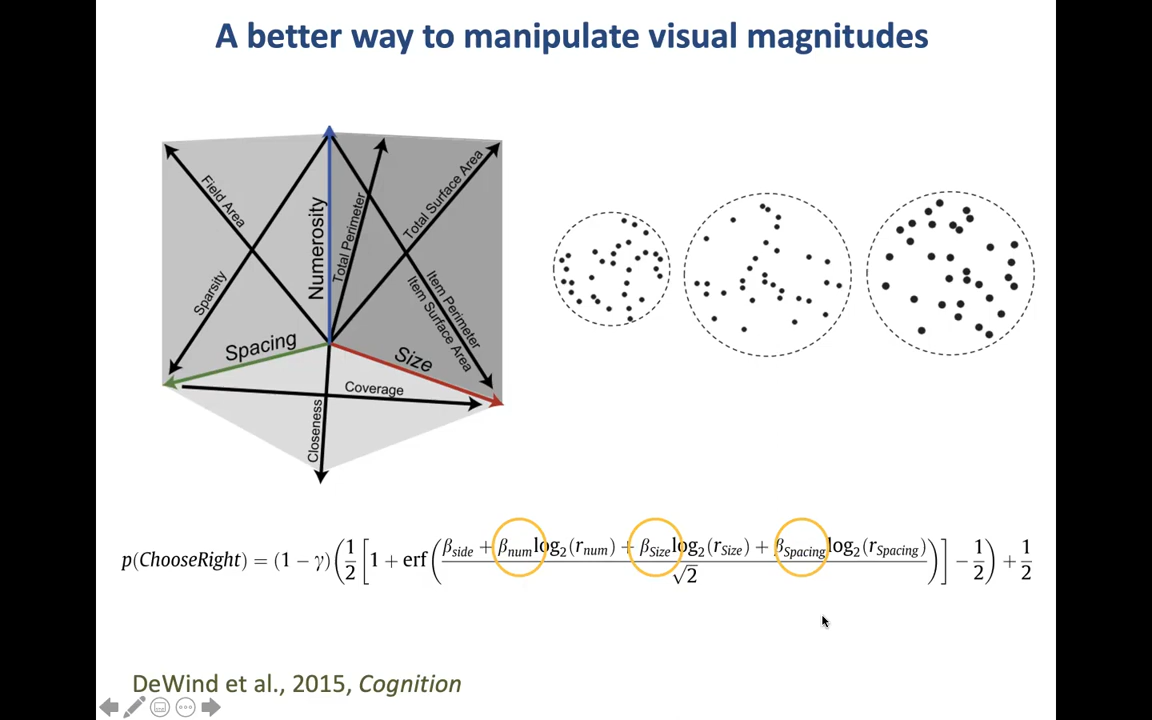 A better way to manipulate visual magnitudes
Field Area
Sparsity
Numerosity
Total Perimeter
Total Surface Area
Item Perimeter
Item Surface Area
Spacing
Size
Coverage
Closeness
p(ChooseRight) = (1 − γ)(1/2[1 + erf((β_side + β_num log₂(r_num) + β_Size log₂(r_Size) + β_Spacing log₂(r_Spacing))/√2)] − 1/2) + 1/2
DeWind et al., 2015, Cognition